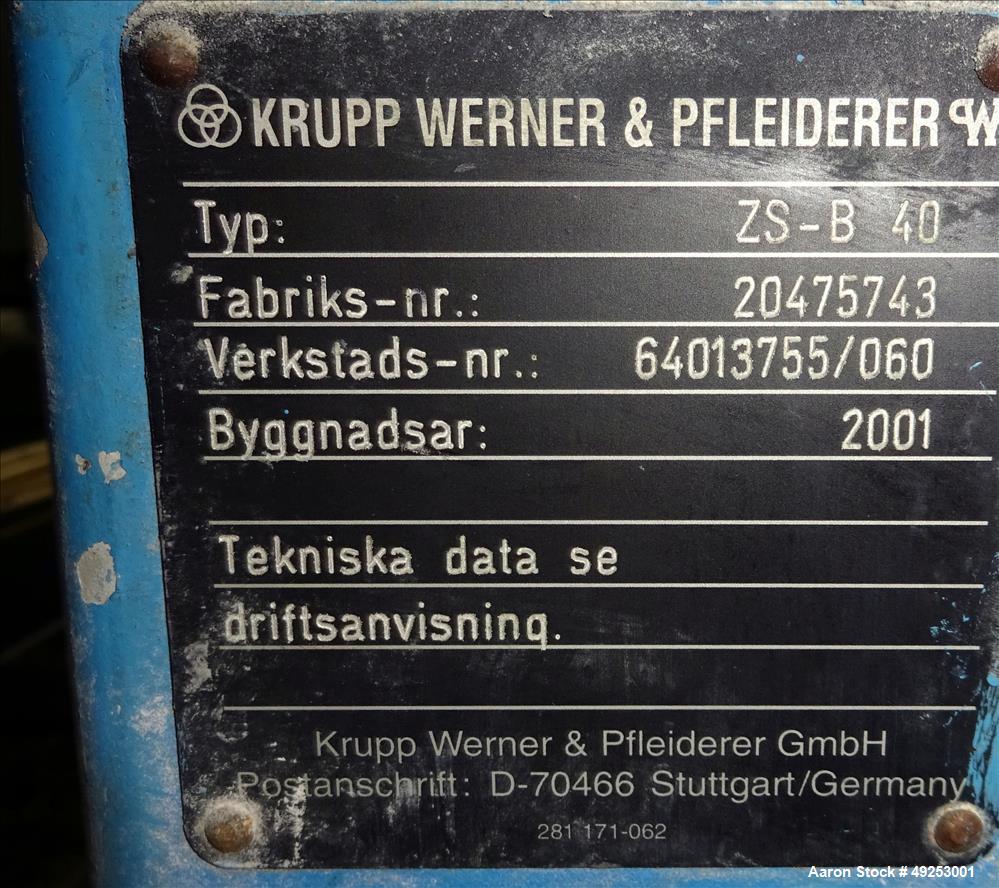 KRUPP WERNER & PFLEIDERER
Typ: ZS-B 40
Fabriks-nr.: 20475743
Verkstads-nr.: 64013755/060
Byggnadsar: 2001
Tekniska data se
driftsanvisning.
Krupp Werner & Pfleiderer GmbH
Postanschrift: D-70466 Stuttgart/Germany
281 171-062
Aaron Stock # 49253001